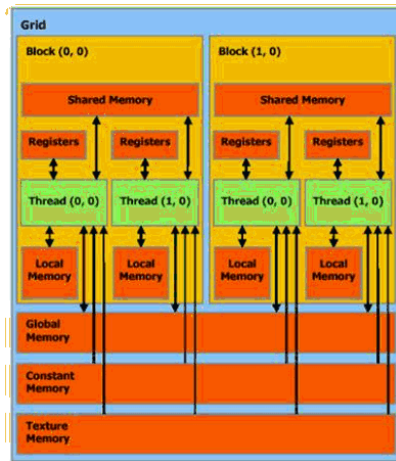 Grid
Block (0, 0)
Block (1, 0)
Shared Memory
Shared Memory
Registers
Registers
Registers
Registers
Thread (0, 0)
Thread (1, 0)
Thread (0, 0)
Thread (1, 0)
Local
Memory
Local
Memory
Local
Memory
Local
Memory
Global
Memory
Constant
Memory
Texture
Memory